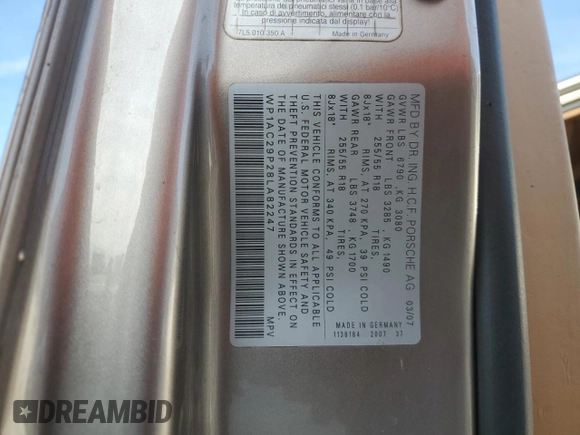 temperatura dei pneumatici stessi (0.1 bar/10°C)
In caso di avvertimento, alimentare con la
pressione indicata dal display!
7L5.010.350 A Made in Germany
MFD BY DR. ING. H.C.F. PORSCHE AG 03/07
GVWR LBS 6790 , KG 3080
GAWR FRONT LBS 3285 , KG 1490
WITH 255/55 R18 TIRES,
8Jx18" RIMS, AT 270 KPA, 39 PSI COLD
GAWR REAR LBS 3748 , KG 1700
WITH 255/55 R18 TIRES,
8Jx18" RIMS, AT 340 KPA, 49 PSI COLD
THIS VEHICLE CONFORMS TO ALL APPLICABLE
U.S. FEDERAL MOTOR VEHICLE SAFETY AND
THEFT PREVENTION STANDARDS IN EFFECT ON
THE DATE OF MANUFACTURE SHOWN ABOVE.
WP1AC29P28LA82247 MPV
MADE IN GERMANY
1138164 2007 37
DREAMBID